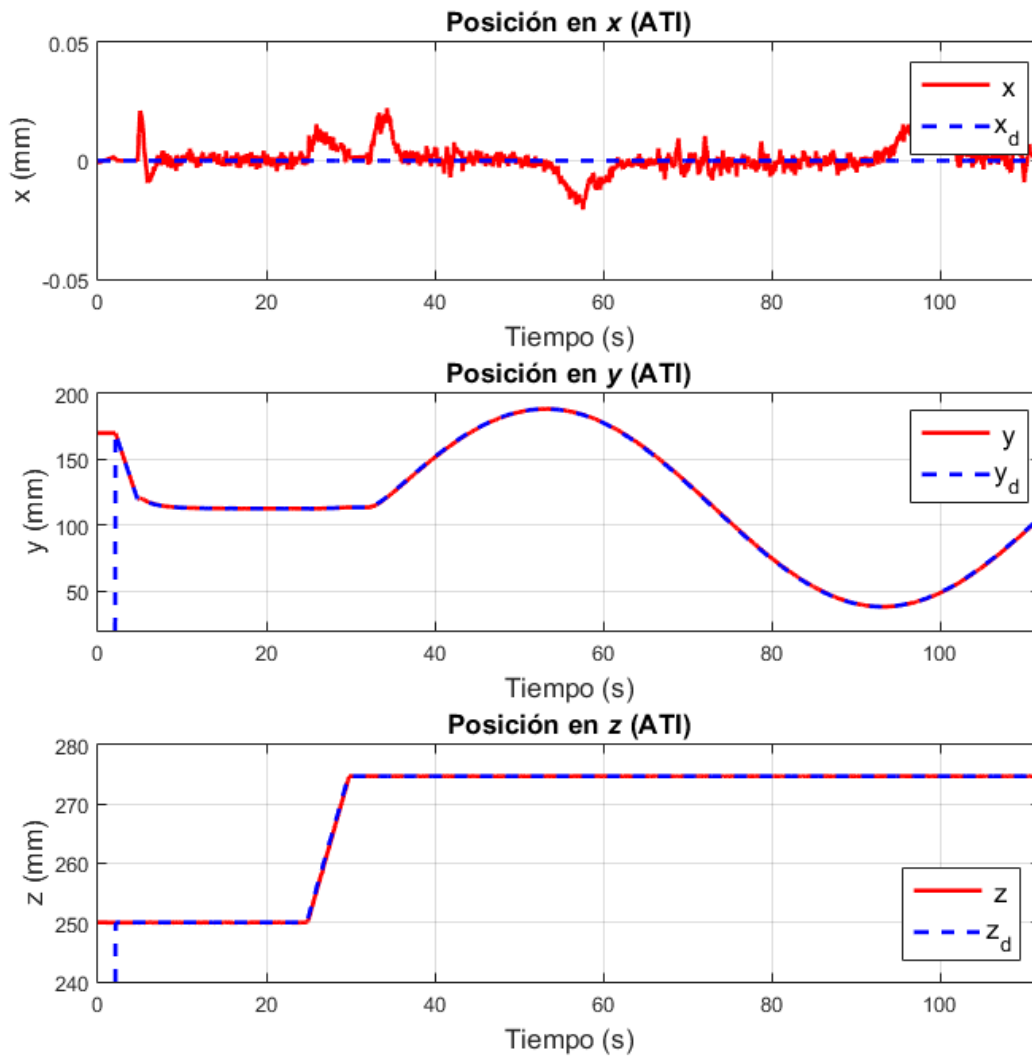 Posición en x (ATI)
0.05
0
-0.05
x (mm)
x
x_d
0 20 40 60 80 100
Tiempo (s)
Posición en y (ATI)
200
150
100
50
y (mm)
y
y_d
0 20 40 60 80 100
Tiempo (s)
Posición en z (ATI)
280
270
260
250
240
z (mm)
z
z_d
0 20 40 60 80 100
Tiempo (s)